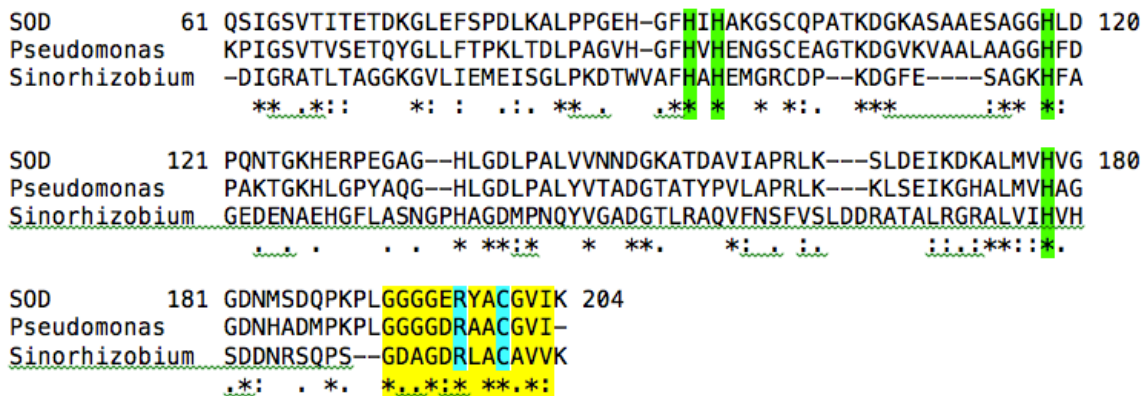 SOD 61 QSIGSVTITETDKGLEFSPDLKALPPGEH-GFHIHAKGSCQPATKDGKASAAESAGGHLD 120
Pseudomonas KPIGSVTVSETQYGLLFTPKLTDLPAGVH-GFHVHENGSCEAGTKDGVKVAALAAGGHFD
Sinorhizobium -DIGRATLTAGGKGVLIEMEISGLPKDTWVAFHAHEMGRCDP--KDGFE----SAGKHFA
**..*:: *: : .:. **.. .** * * *:. *** :** *:
SOD 121 PQNTGKHERPEGAG--HLGDLPALVVNNDGKATDAVIAPRLK---SLDEIKDKALMVHVG 180
Pseudomonas PAKTGKHLGPYAQG--HLGDLPALYVTADGTATYPVLAPRLK---KLSEIKGHALMVHAG
Sinorhizobium GEDENAEHGFLASNGPHAGDMPNQYVGADGTLRAQVFNSFVSLDDRATALRGRALVIHVH
. . . . . * **:* * **. *:. . :. ::.:**::*.
SOD 181 GDNMSDQPKPLGGGGERYACGVIK 204
Pseudomonas GDNHADMPKPLGGGGDRAACGVI-
Sinorhizobium SDDNRSQPS--GDAGDRLACAVVK
.*: . *. *..*:* **.*: